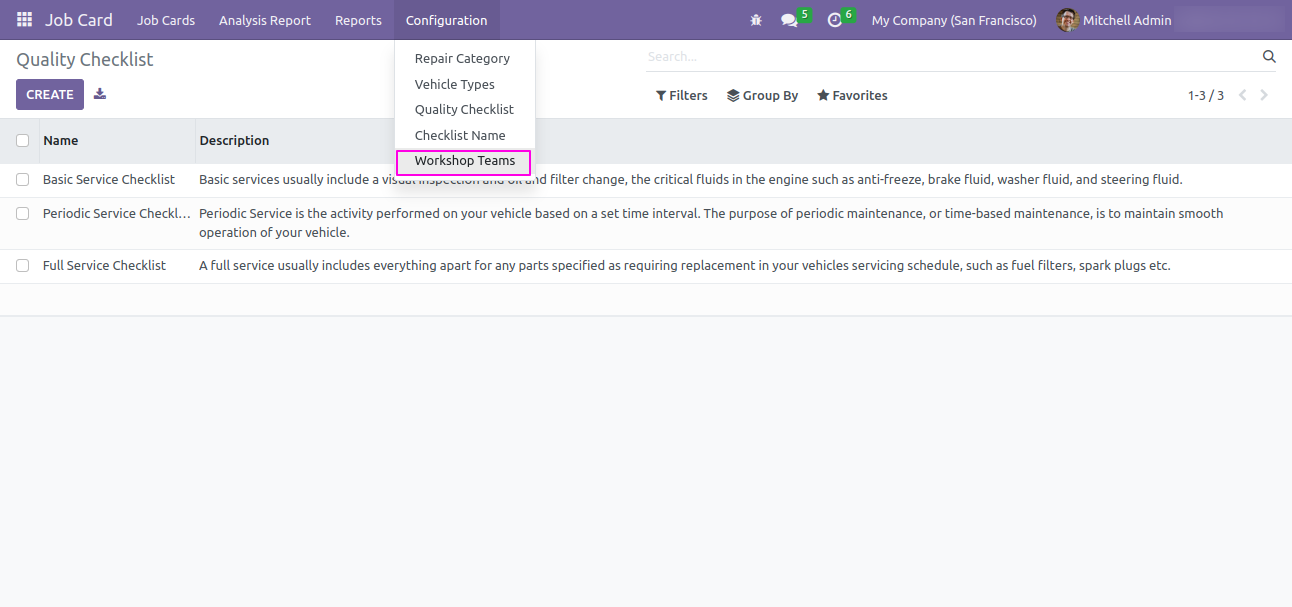 Job Card Job Cards Analysis Report Reports Configuration 5 6 My Company (San Francisco) Mitchell Admin
Quality Checklist
Search...
CREATE
Filters Group By Favorites 1-3 / 3
Repair Category
Vehicle Types
Quality Checklist
Checklist Name
Workshop Teams
Name Description
Basic Service Checklist Basic services usually include a visual inspection and oil and filter change, the critical fluids in the engine such as anti-freeze, brake fluid, washer fluid, and steering fluid.
Periodic Service Checkl... Periodic Service is the activity performed on your vehicle based on a set time interval. The purpose of periodic maintenance, or time-based maintenance, is to maintain smooth
operation of your vehicle.
Full Service Checklist A full service usually includes everything apart for any parts specified as requiring replacement in your vehicles servicing schedule, such as fuel filters, spark plugs etc.